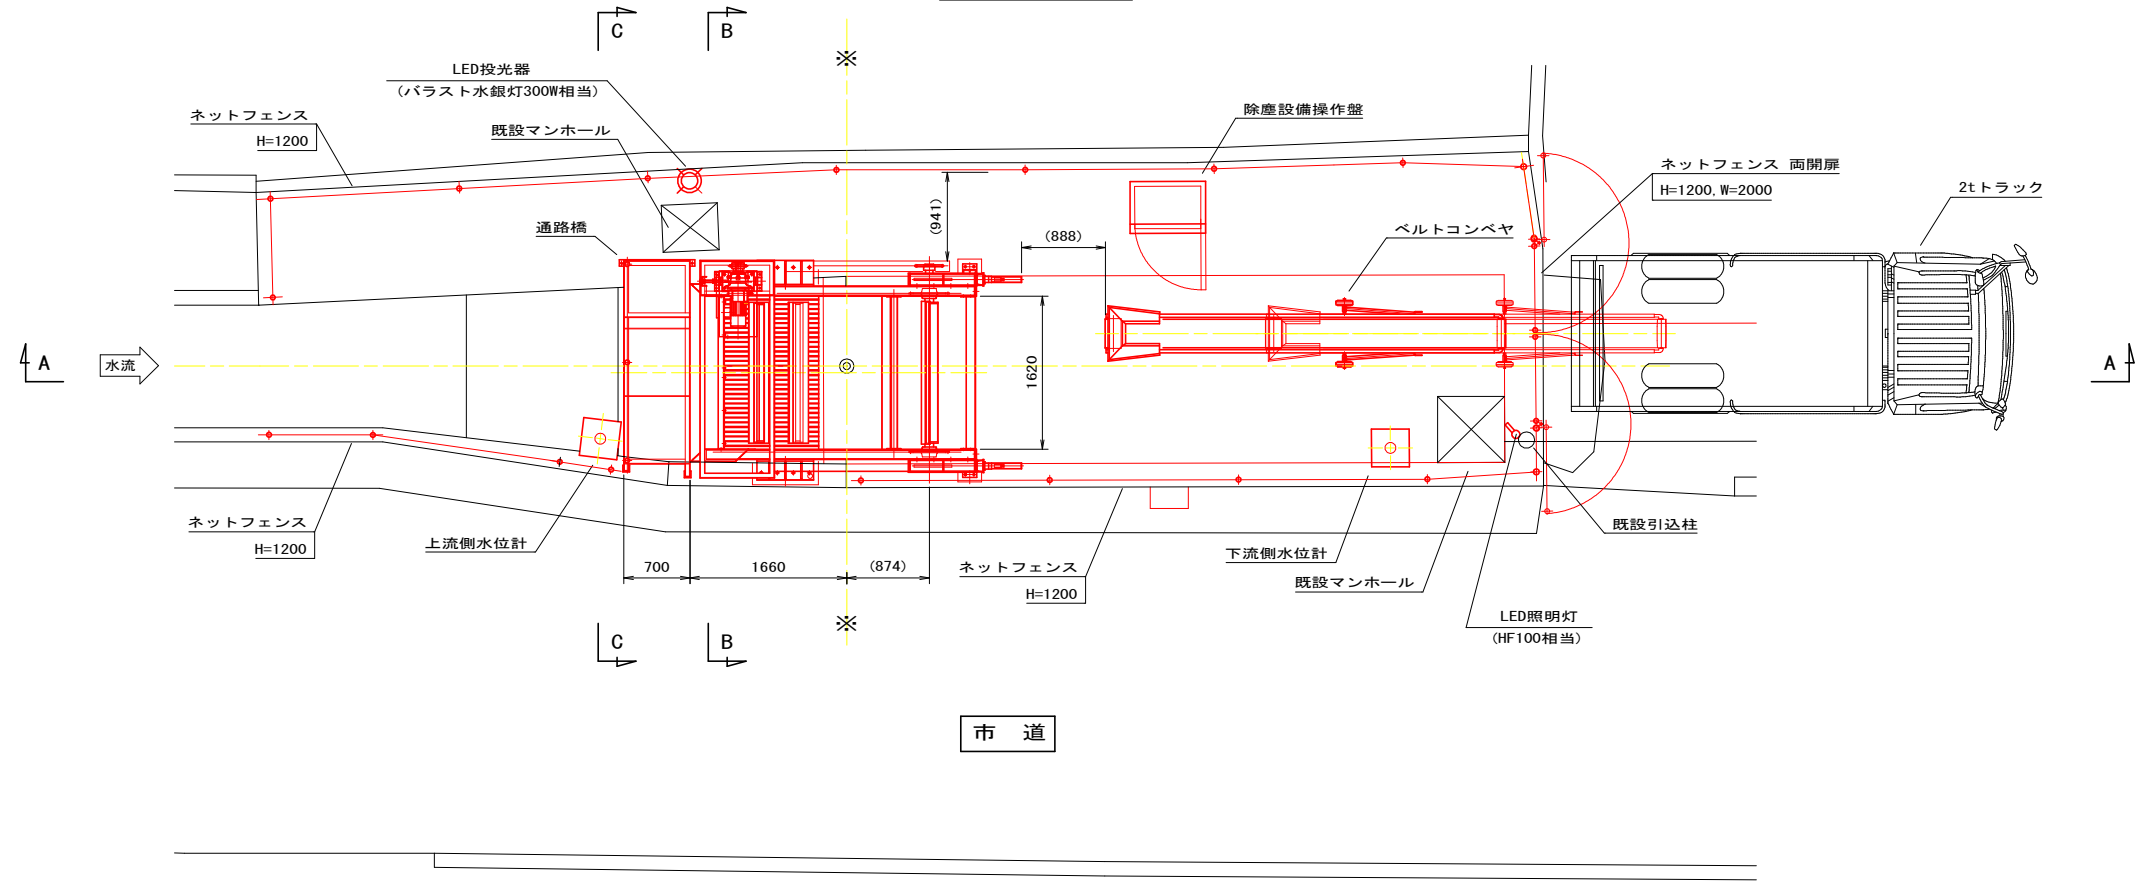 C
B
※
LED投光器
(バラスト水銀灯300W相当)
ネットフェンス
H=1200
既設マンホール
除塵設備操作盤
ネットフェンス 両開扉
H=1200,W=2000
2tトラック
通路橋
(941)
(888)
ベルトコンベヤ
A
水流
1620
A
ネットフェンス
H=1200
上流側水位計
700
1660
(874)
ネットフェンス
H=1200
下流側水位計
既設マンホール
既設引込柱
LED照明灯
(HF100相当)
※
C
B
市 道